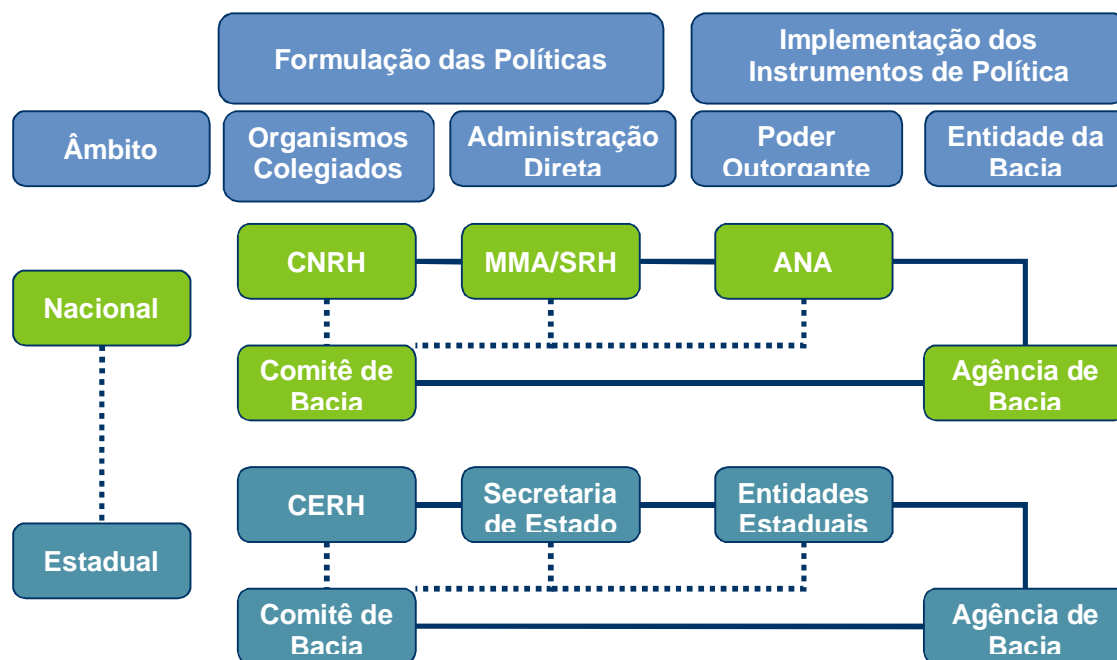 Formulação das Políticas
Implementação dos
Instrumentos de Política
Âmbito
Organismos
Colegiados
Administração
Direta
Poder
Outorgante
Entidade da
Bacia
CNRH
MMA/SRH
ANA
Nacional
Comitê de
Bacia
Agência de
Bacia
CERH
Secretaria
de Estado
Entidades
Estaduais
Estadual
Comitê de
Bacia
Agência de
Bacia